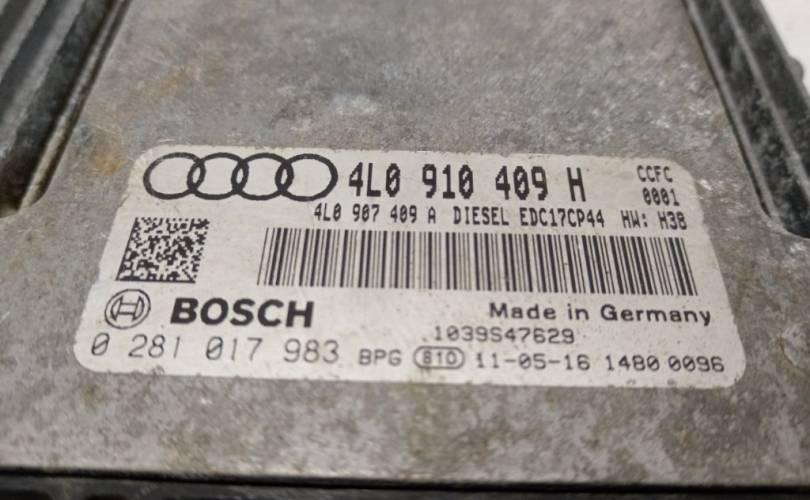 4L0 910 409 H CCFC
0001
4L0 907 409 A DIESEL EDC17CP44 HW: H38
BOSCH Made in Germany
1039S47629
0 281 017 983 BPG 810 11-05-16 1480 0096